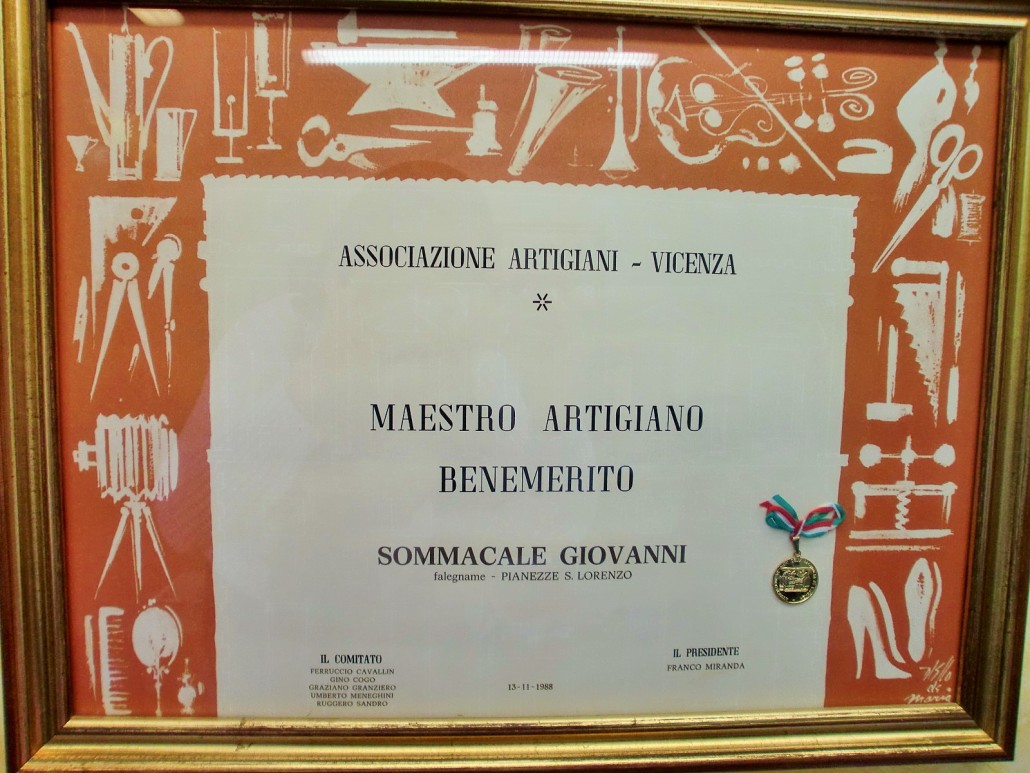 ASSOCIAZIONE ARTIGIANI - VICENZA
MAESTRO ARTIGIANO
BENEMERITO
SOMMACALE GIOVANNI
falegname - PIANEZZE S. LORENZO
IL COMITATO
FERRUCCIO CAVALLIN
GINO COGO
GRAZIANO GRANZIERO
UMBERTO MENEGHINI
RUGGERO SANDRO
13-11-1988
IL PRESIDENTE
FRANCO MIRANDA